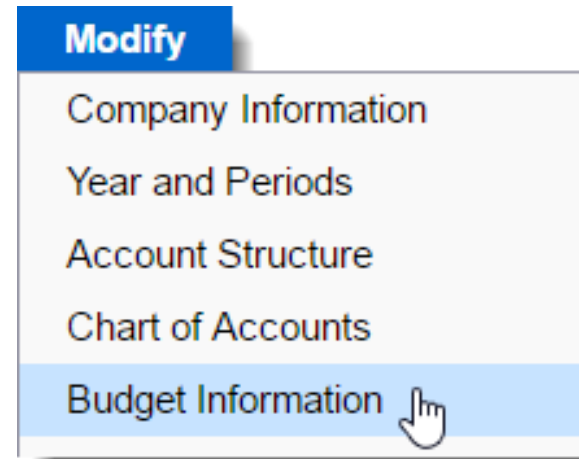 Modify
Company Information
Year and Periods
Account Structure
Chart of Accounts
Budget Information